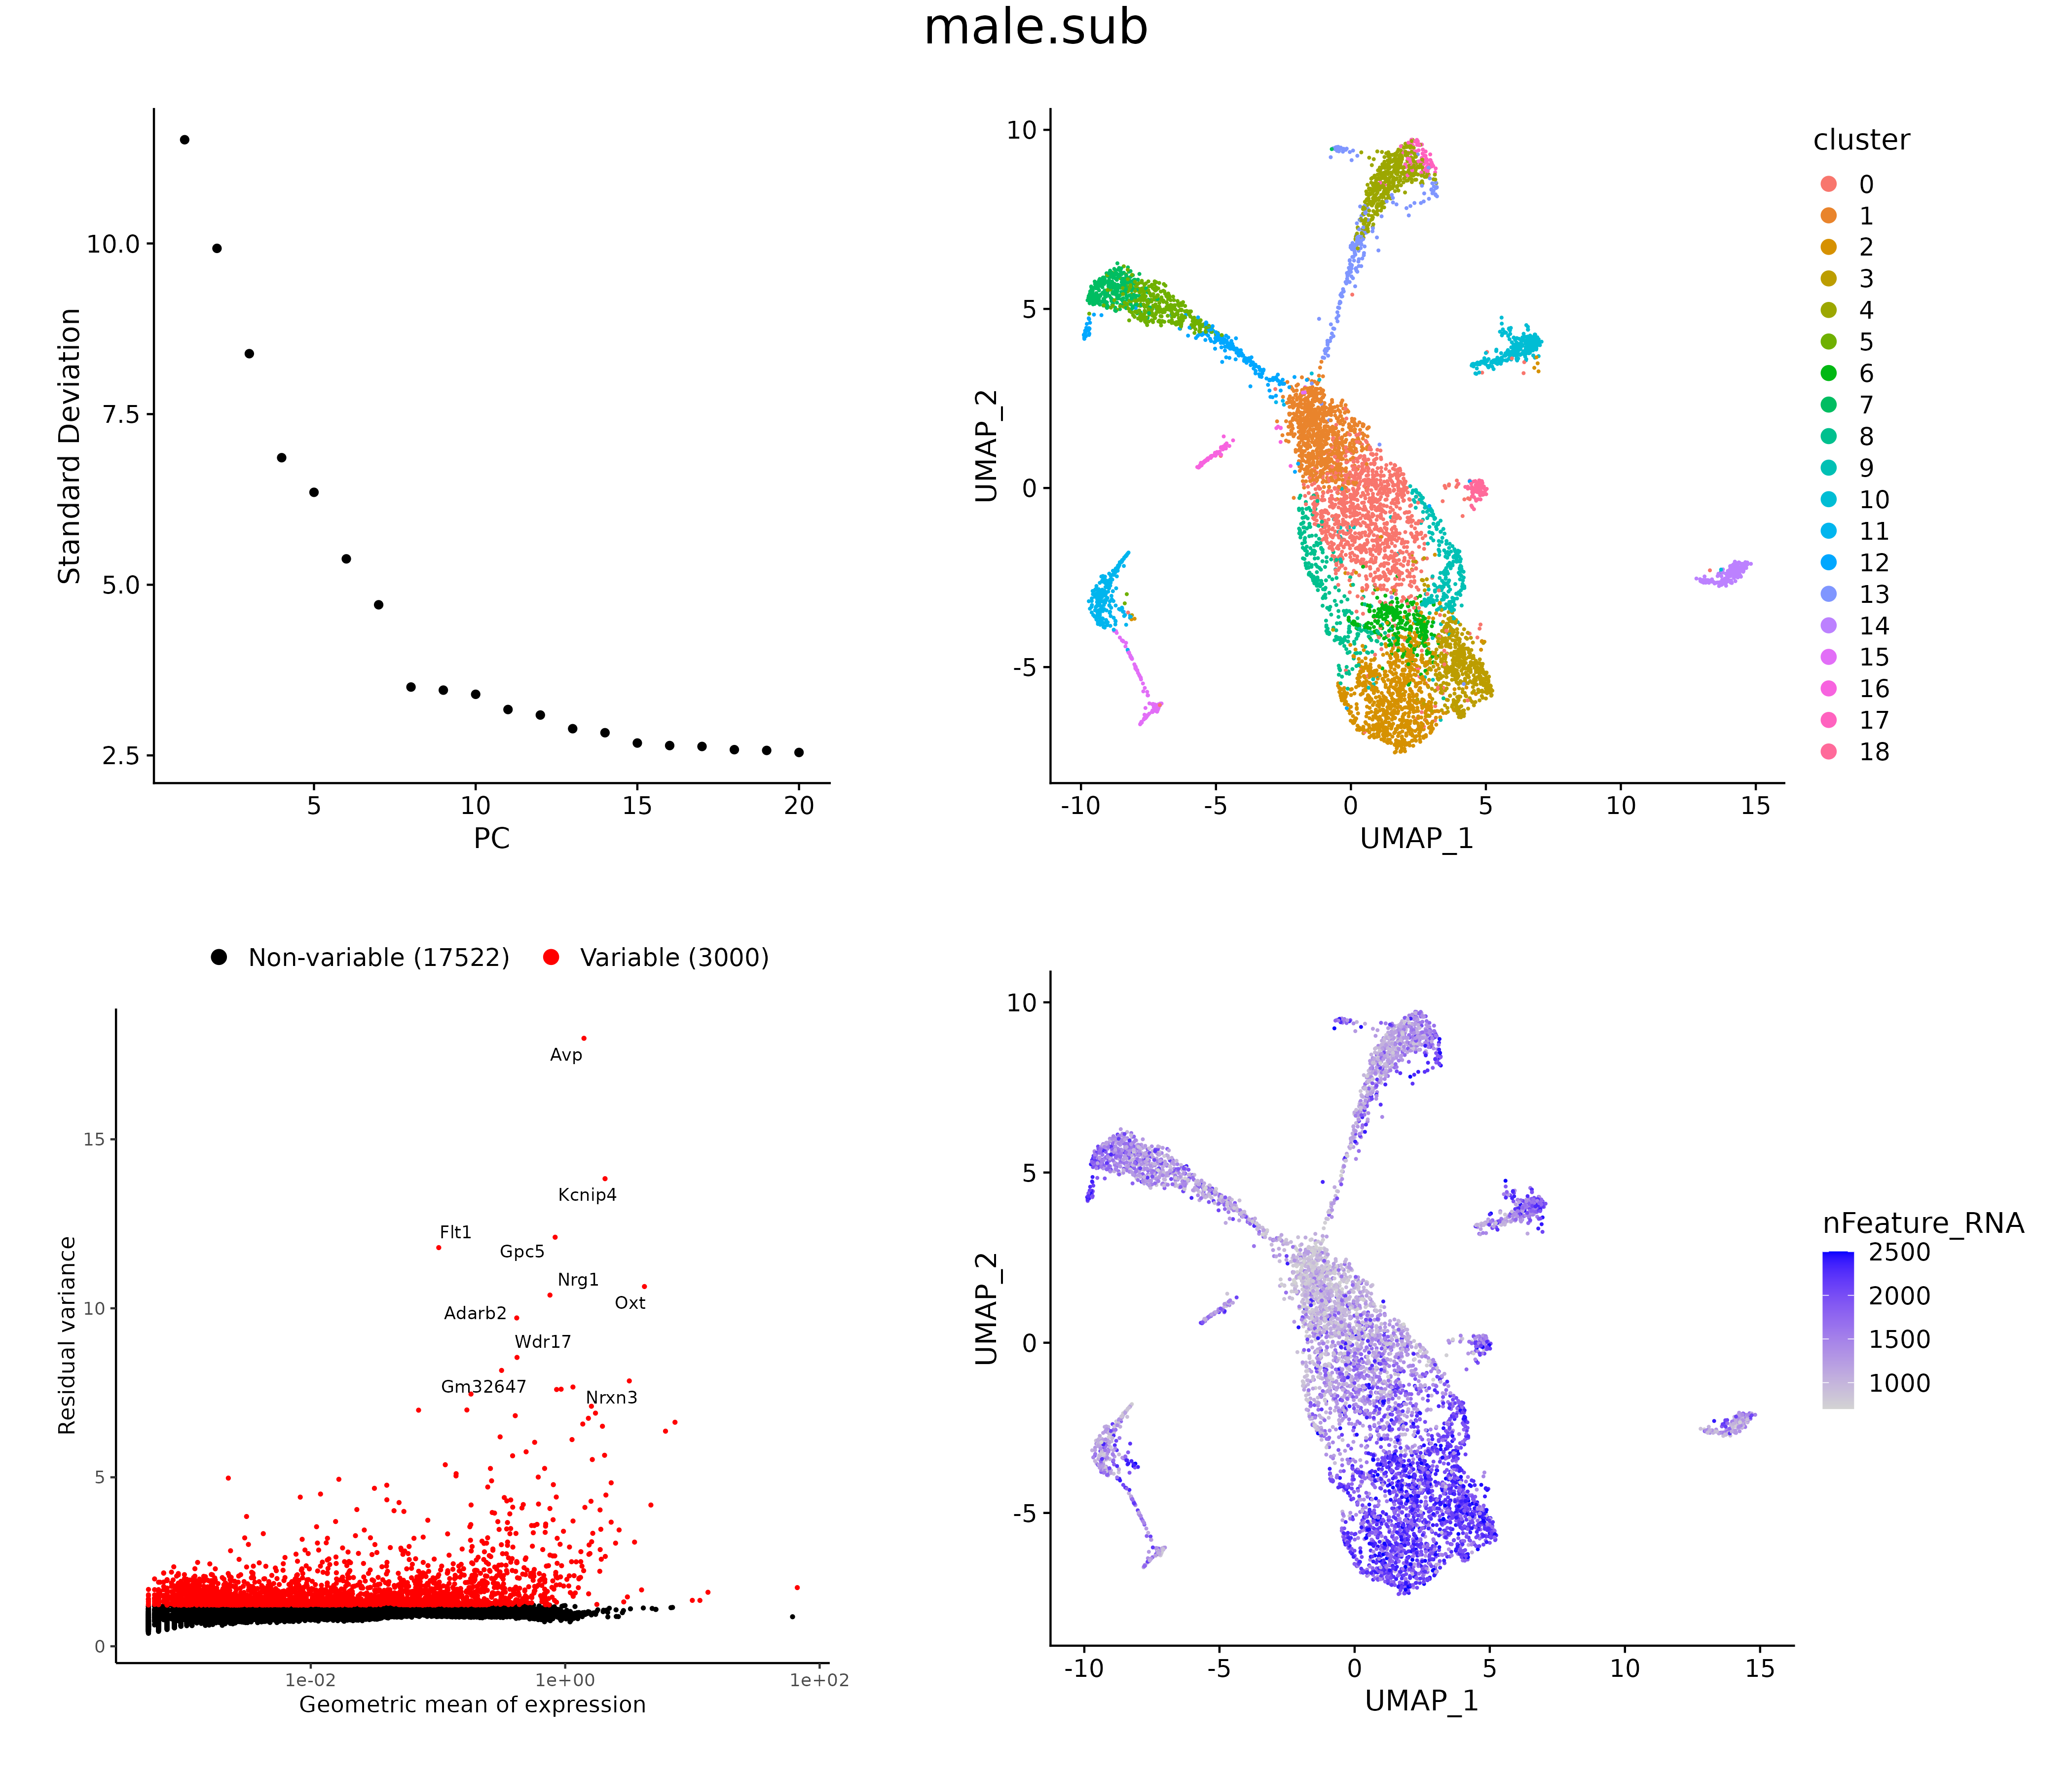 male.sub
10.0
7.5
5.0
2.5
Standard Deviation
5 10 15 20
PC
10
5
0
-5
UMAP_2
-10 -5 0 5 10 15
UMAP_1
cluster
0
1
2
3
4
5
6
7
8
9
10
11
12
13
14
15
16
17
18
Non-variable (17522) Variable (3000)
15
10
5
0
Residual variance
Avp
Kcnip4
Flt1
Gpc5
Nrg1
Oxt
Adarb2
Wdr17
Gm32647
Nrxn3
1e-02 1e+00 1e+02
Geometric mean of expression
10
5
0
-5
UMAP_2
-10 -5 0 5 10 15
UMAP_1
nFeature_RNA
2500
2000
1500
1000